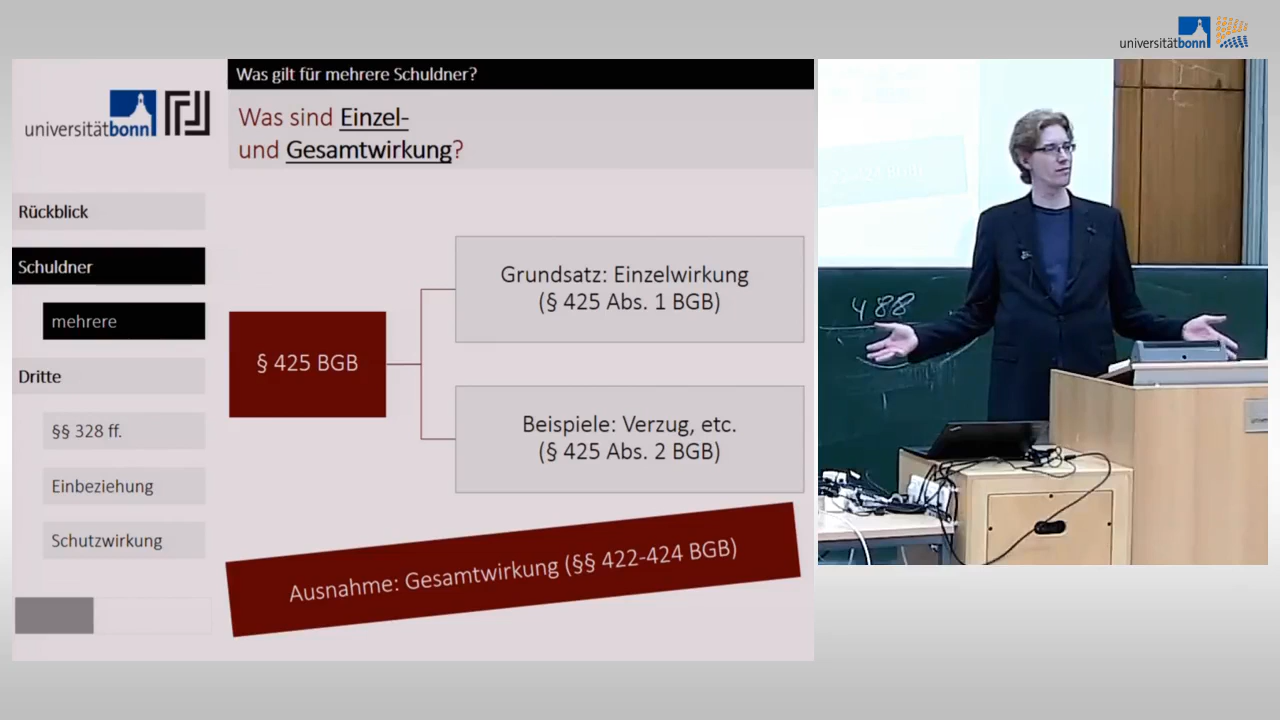 universitätbonn
Was gilt für mehrere Schuldner?
universitätbonn
Was sind Einzel-
und Gesamtwirkung?
Rückblick
Schuldner
mehrere
Dritte
§§ 328 ff.
Einbeziehung
Schutzwirkung
§ 425 BGB
Grundsatz: Einzelwirkung
(§ 425 Abs. 1 BGB)
Beispiele: Verzug, etc.
(§ 425 Abs. 2 BGB)
Ausnahme: Gesamtwirkung (§§ 422-424 BGB)
488